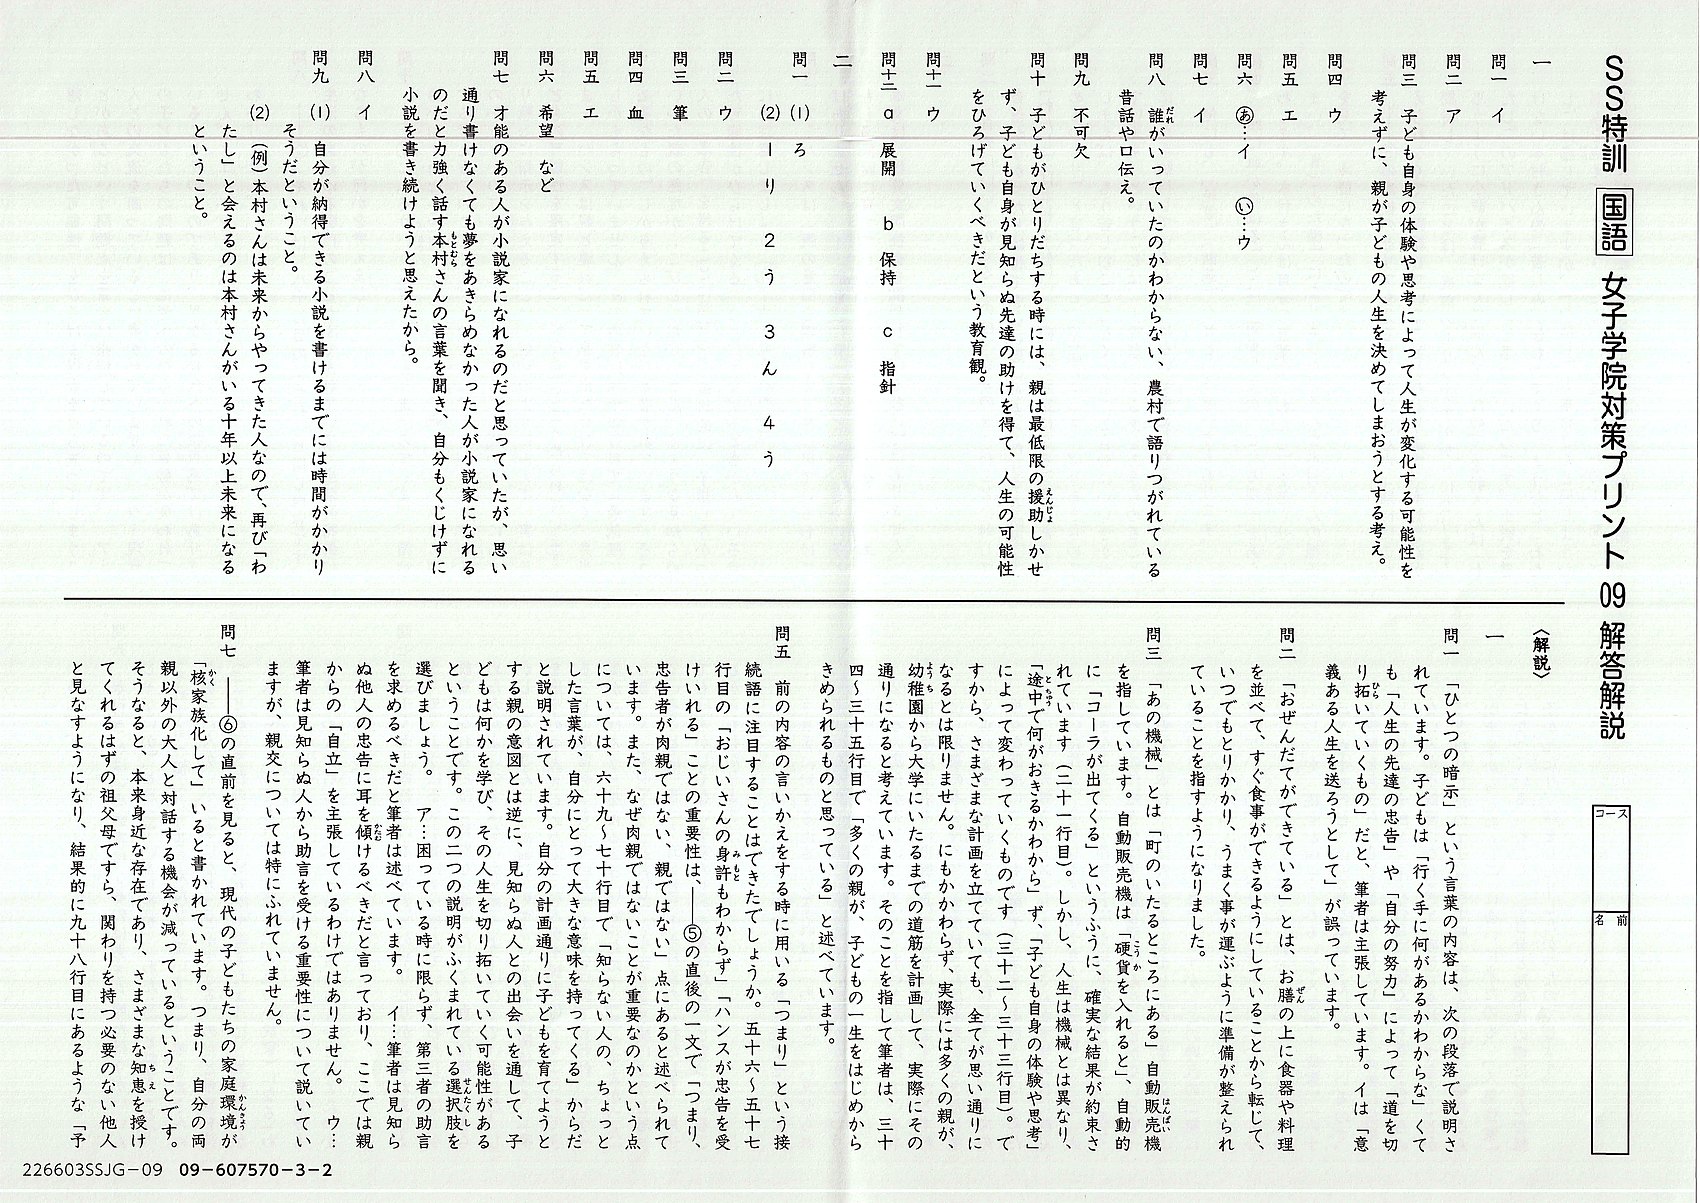 SS特訓 国語 女子学院対策プリント 09 解答解説
コース
名前
一
問一 イ
問二 ア
問三 子ども自身の体験や思考によって人生が変化する可能性を
考えずに、親が子どもの人生を決めてしまおうとする考え。
問四 ウ
問五 エ
問六 あ…イ い…ウ
問七 イ
問八 誰がいっていたのかわからない、農村で語りつがれている
昔話や口伝え。
問九 不可欠
問十 子どもがひとりだちする時には、親は最低限の援助しかせ
ず、子ども自身が見知らぬ先達の助けを得て、人生の可能性
をひろげていくべきだという教育観。
問十一 ウ
問十二 a 展開 b 保持 c 指針
二
問一 (1) ろ
(2) 1 り 2 う 3 ん 4 う
問二 ウ
問三 筆
問四 血
問五 エ
問六 希望 など
問七 才能のある人が小説家になれるのだと思っていたが、思い
通り書けなくても夢をあきらめなかった人が小説家になれる
のだと力強く話す本村さんの言葉を聞き、自分もくじけずに
小説を書き続けようと思えたから。
問八 イ
問九 (1) 自分が納得できる小説を書けるまでには時間がかかり
そうだということ。
(2) (例)本村さんは未来からやってきた人なので、再び「わ
たし」と会えるのは本村さんがいる十年以上未来になる
ということ。
〈解説〉
一
問一 「ひとつの暗示」という言葉の内容は、次の段落で説明さ
れています。子どもは「行く手に何があるかわからな」くて
も「人生の先達の忠告」や「自分の努力」によって「道を切
り拓いていくもの」だと、筆者は主張しています。イは「意
義ある人生を送ろうとして」が誤っています。
問二 「おぜんだてができている」とは、お膳の上に食器や料理
を並べて、すぐ食事ができるようにしていることから転じて、
いつでもとりかかり、うまく事が運ぶように準備が整えられ
ていることを指すようになりました。
問三 「あの機械」とは「町のいたるところにある」自動販売機
を指しています。自動販売機は「硬貨を入れると」、自動的
に「コーラが出てくる」というふうに、確実な結果が約束さ
れています（二十一行目）。しかし、人生は機械とは異なり、
「途中で何がおきるかわから」ず、「子ども自身の体験や思考」
によって変わっていくものです（三十二～三十三行目）。で
すから、さまざまな計画を立てていても、全てが思い通りに
なるとは限りません。にもかかわらず、実際には多くの親が、
幼稚園から大学にいたるまでの道筋を計画して、実際にその
通りになると考えています。そのことを指して筆者は、三十
四～三十五行目で「多くの親が、子どもの一生をはじめから
きめられるものと思っている」と述べています。
問五 前の内容の言いかえをする時に用いる「つまり」という接
続語に注目することはできたでしょうか。五十六～五十七
行目の「おじいさんの身許もわからず」「ハンスが忠告を受
けいれる」ことの重要性は、――⑤の直後の一文で「つまり、
忠告者が肉親ではない、親ではない」点にあると述べられて
います。また、なぜ肉親ではないことが重要なのかという点
については、六十九～七十行目で「知らない人の、ちょっと
した言葉が、自分にとって大きな意味を持ってくる」からだ
と説明されています。自分の計画通りに子どもを育てようと
する親の意図とは逆に、見知らぬ人との出会いを通して、子
どもは何かを学び、その人生を切り拓いていく可能性がある
ということです。この二つの説明がふくまれている選択肢を
選びましょう。 ア…困っている時に限らず、第三者の助言
を求めるべきだと筆者は述べています。 イ…筆者は見知ら
ぬ他人の忠告に耳を傾けるべきだと言っており、ここでは親
からの「自立」を主張しているわけではありません。 ウ…
筆者は見知らぬ人から助言を受ける重要性について説いてい
ますが、親交については特にふれていません。
問七 ――⑥の直前を見ると、現代の子どもたちの家庭環境が
「核家族化して」いると書かれています。つまり、自分の両
親以外の大人と対話する機会が減っているということです。
そうなると、本来身近な存在であり、さまざまな知恵を授け
てくれるはずの祖父母ですら、関わりを持つ必要のない他人
と見なすようになり、結果的に九十八行目にあるような「予
226603SSJG-09 09-607570-3-2